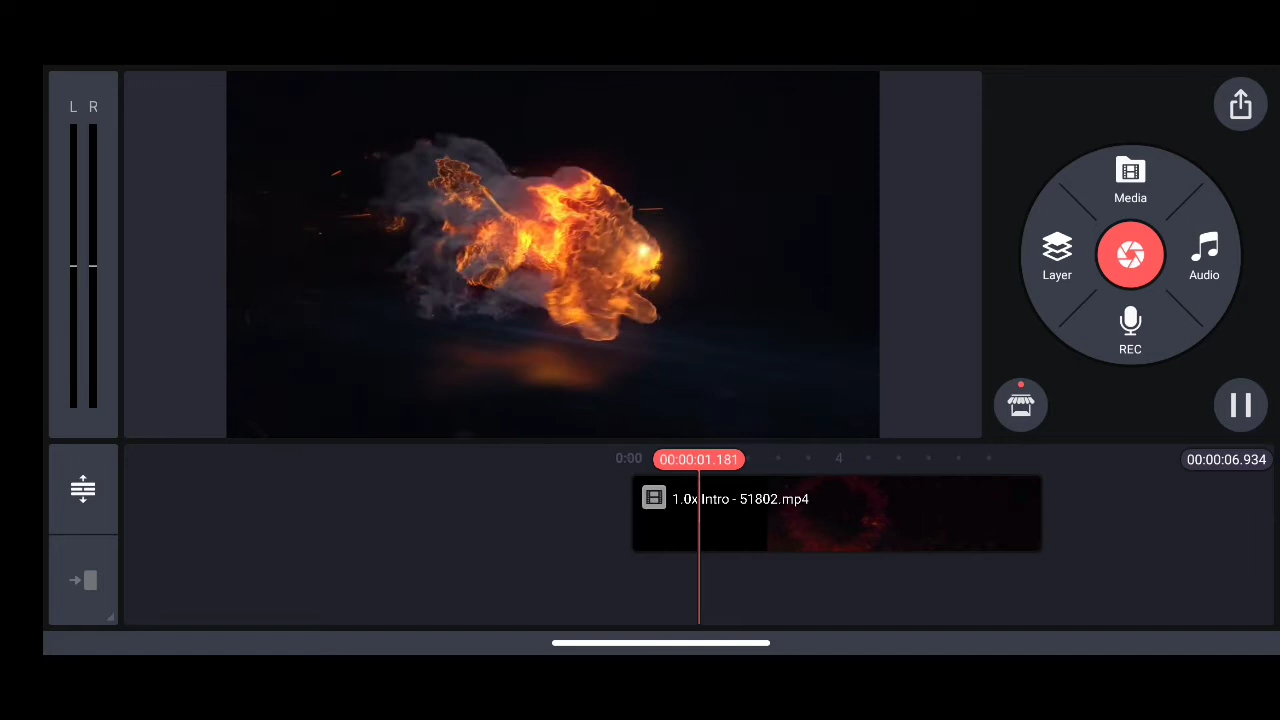 L R
Media
Layer
Audio
REC
0:00
00:00:01.181
4
00:00:06.934
1.0x Intro - 51802.mp4